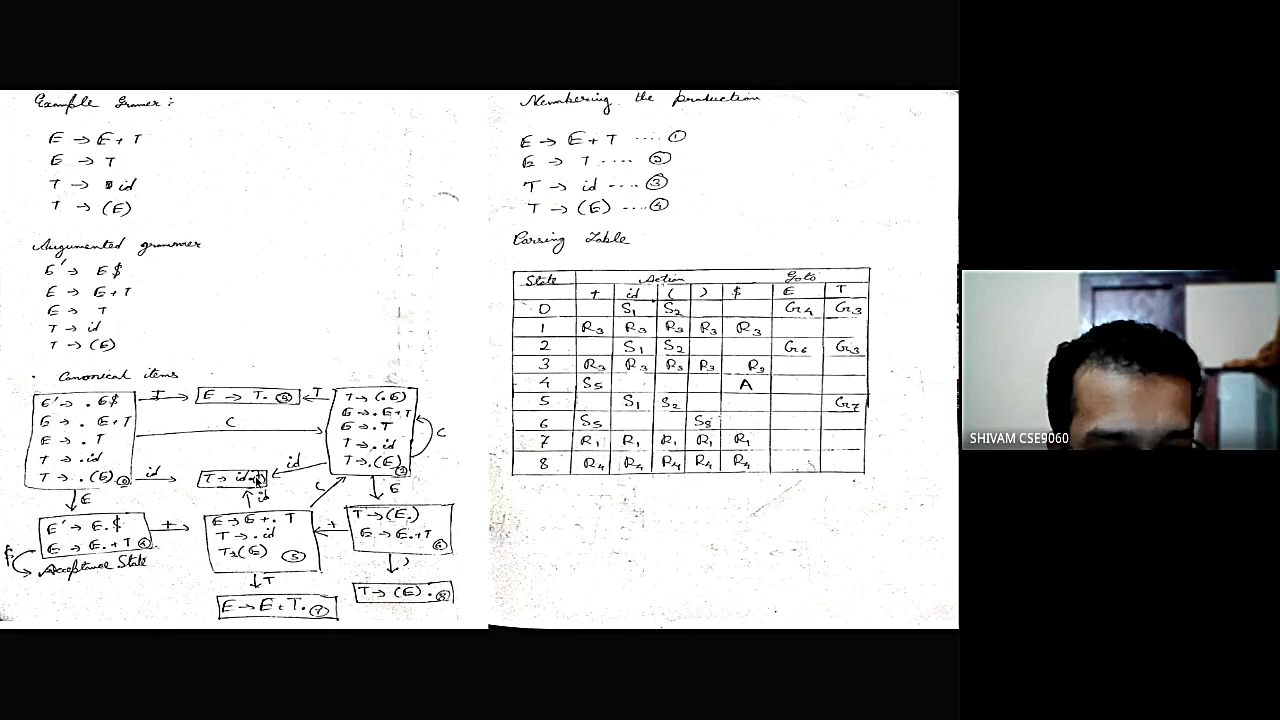 Example Gramer :
E → E + T
E → T
T → id
T → (E)
Augumented grammer
E' → E$
E → E + T
E → T
T → id
T → (E)
Canonical items
E' → . E$
E → . E + T
E → . T
T → . id
T → . (E) 0
T
E → T. 3
T
T → (.E)
E → . E + T
E → . T
T → . id
T → . (E) 2
(
(
id
T → id.
id
id
E
E
E' → E.$
E → E. + T 4
$
Acceptance State
+
E → E + . T
T → . id
T → (E) 5
(
+
T → (E.)
E → E. + T 6
)
T → (E) . 8
T
E → E + T. 7
Numbering the production
E → E + T .... 1
E → T .... 2
T → id .... 3
T → (E) .... 4
Parsing Table
State Action Goto
+ id ( ) $ E T
0 S1 S2 G4 G3
1 R3 R3 R3 R3 R3
2 S1 S2 G6 G3
3 R3 R3 R3 R3 R3
4 S5 A
5 S1 S2 G7
6 S5 S8
7 R1 R1 R1 R1 R1
8 R4 R4 R4 R4 R4
SHIVAM CSE9060